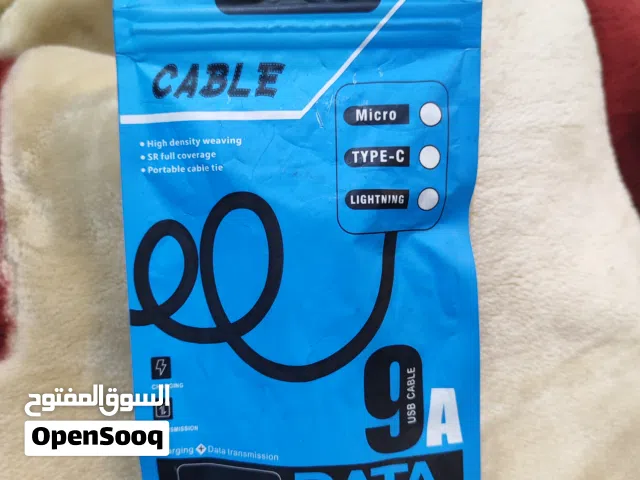 CABLE
• High density weaving
• SR full coverage
• Portable cable tie
Micro
TYPE-C
LIGHTNING
9A
USB CABLE
السوق المفتوح
OpenSooq
Data transmission
DATA